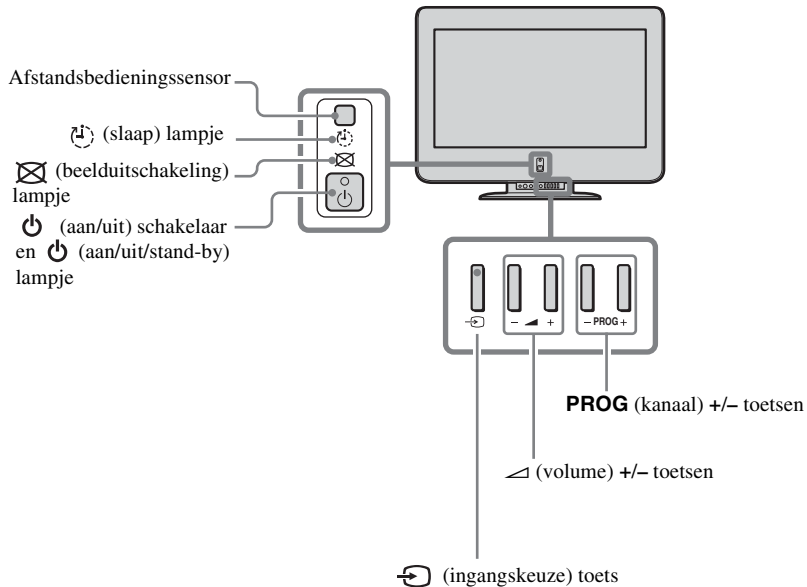 Afstandsbedieningssensor
(slaap) lampje
(beelduitschakeling)
lampje
(aan/uit) schakelaar
en (aan/uit/stand-by)
lampje
– +
– PROG +
PROG (kanaal) +/– toetsen
(volume) +/– toetsen
(ingangskeuze) toets